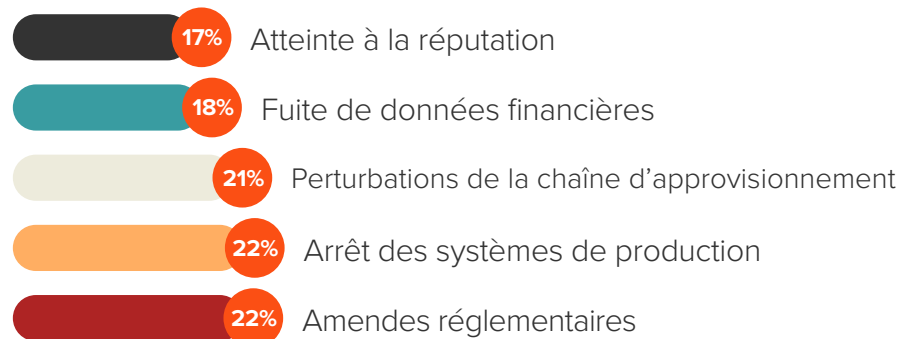 17% Atteinte à la réputation
18% Fuite de données financières
21% Perturbations de la chaîne d’approvisionnement
22% Arrêt des systèmes de production
22% Amendes réglementaires